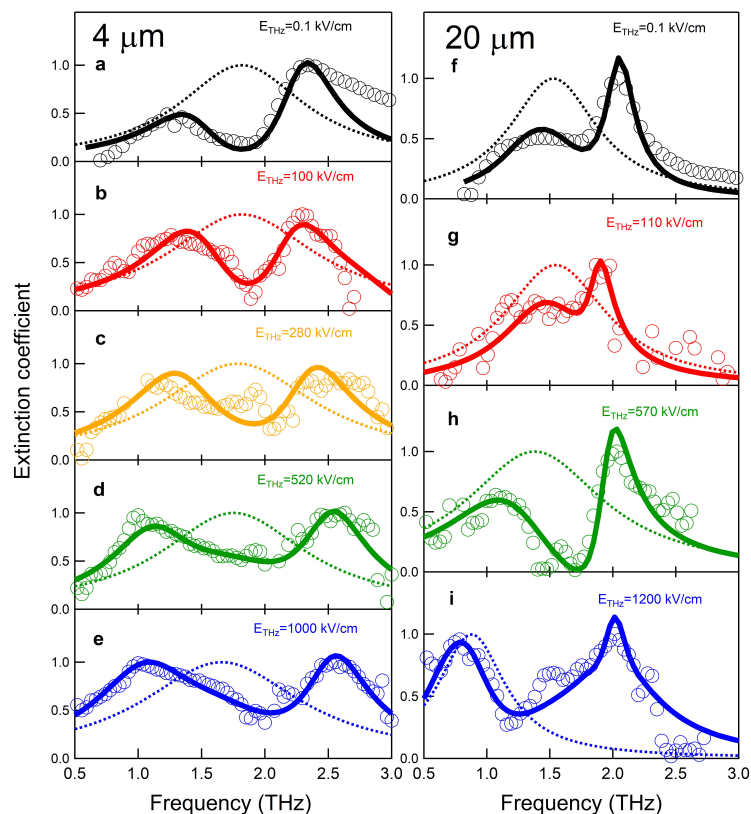 4 μm
E_THz=0.1 kV/cm
a
1.0
0.5
0.0
E_THz=100 kV/cm
b
1.0
0.5
0.0
E_THz=280 kV/cm
c
1.0
0.5
0.0
E_THz=520 kV/cm
d
1.0
0.5
0.0
E_THz=1000 kV/cm
e
1.0
0.5
0.0
0.5 1.0 1.5 2.0 2.5 3.0
Frequency (THz)
Extinction coefficient
20 μm
E_THz=0.1 kV/cm
f
1.0
0.5
0.0
E_THz=110 kV/cm
g
1.0
0.5
0.0
E_THz=570 kV/cm
h
1.0
0.5
0.0
E_THz=1200 kV/cm
i
1.0
0.5
0.0
0.5 1.0 1.5 2.0 2.5 3.0
Frequency (THz)